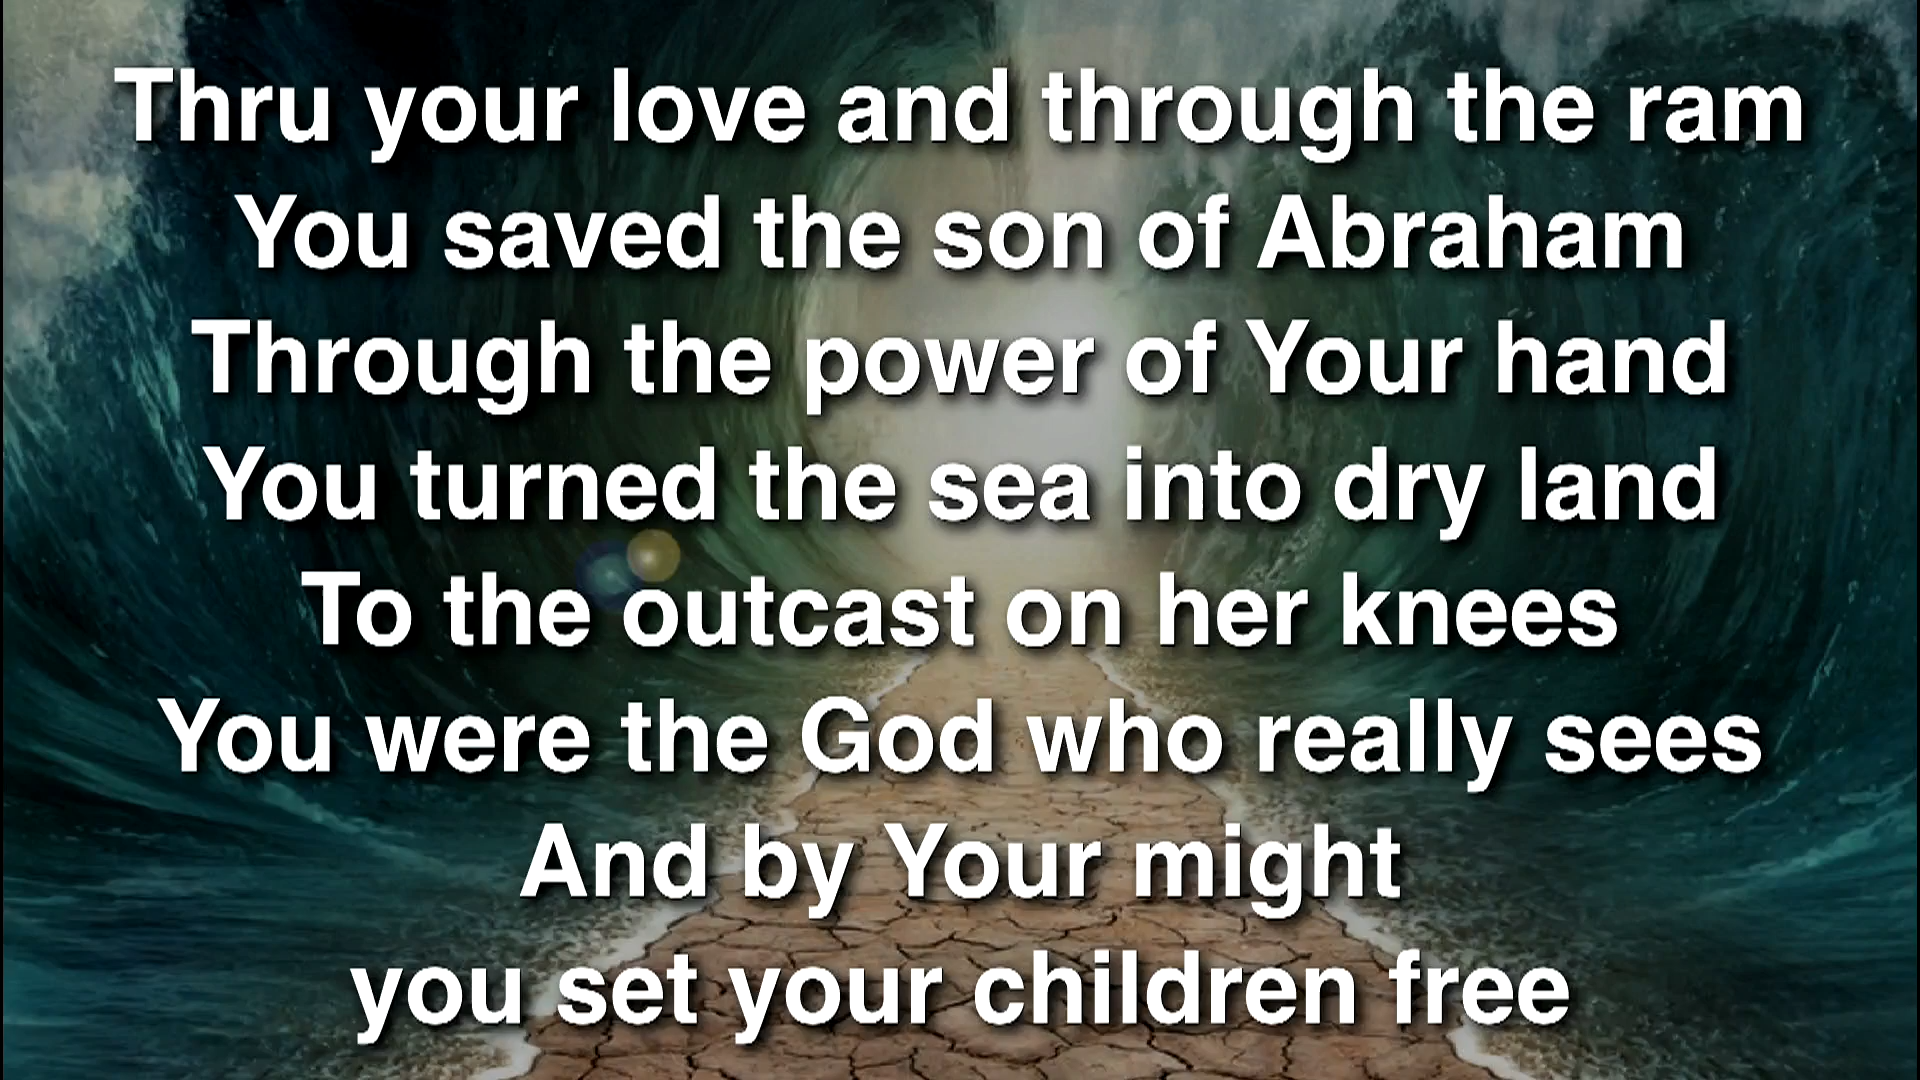 Thru your love and through the ram
You saved the son of Abraham
Through the power of Your hand
You turned the sea into dry land
To the outcast on her knees
You were the God who really sees
And by Your might
you set your children free